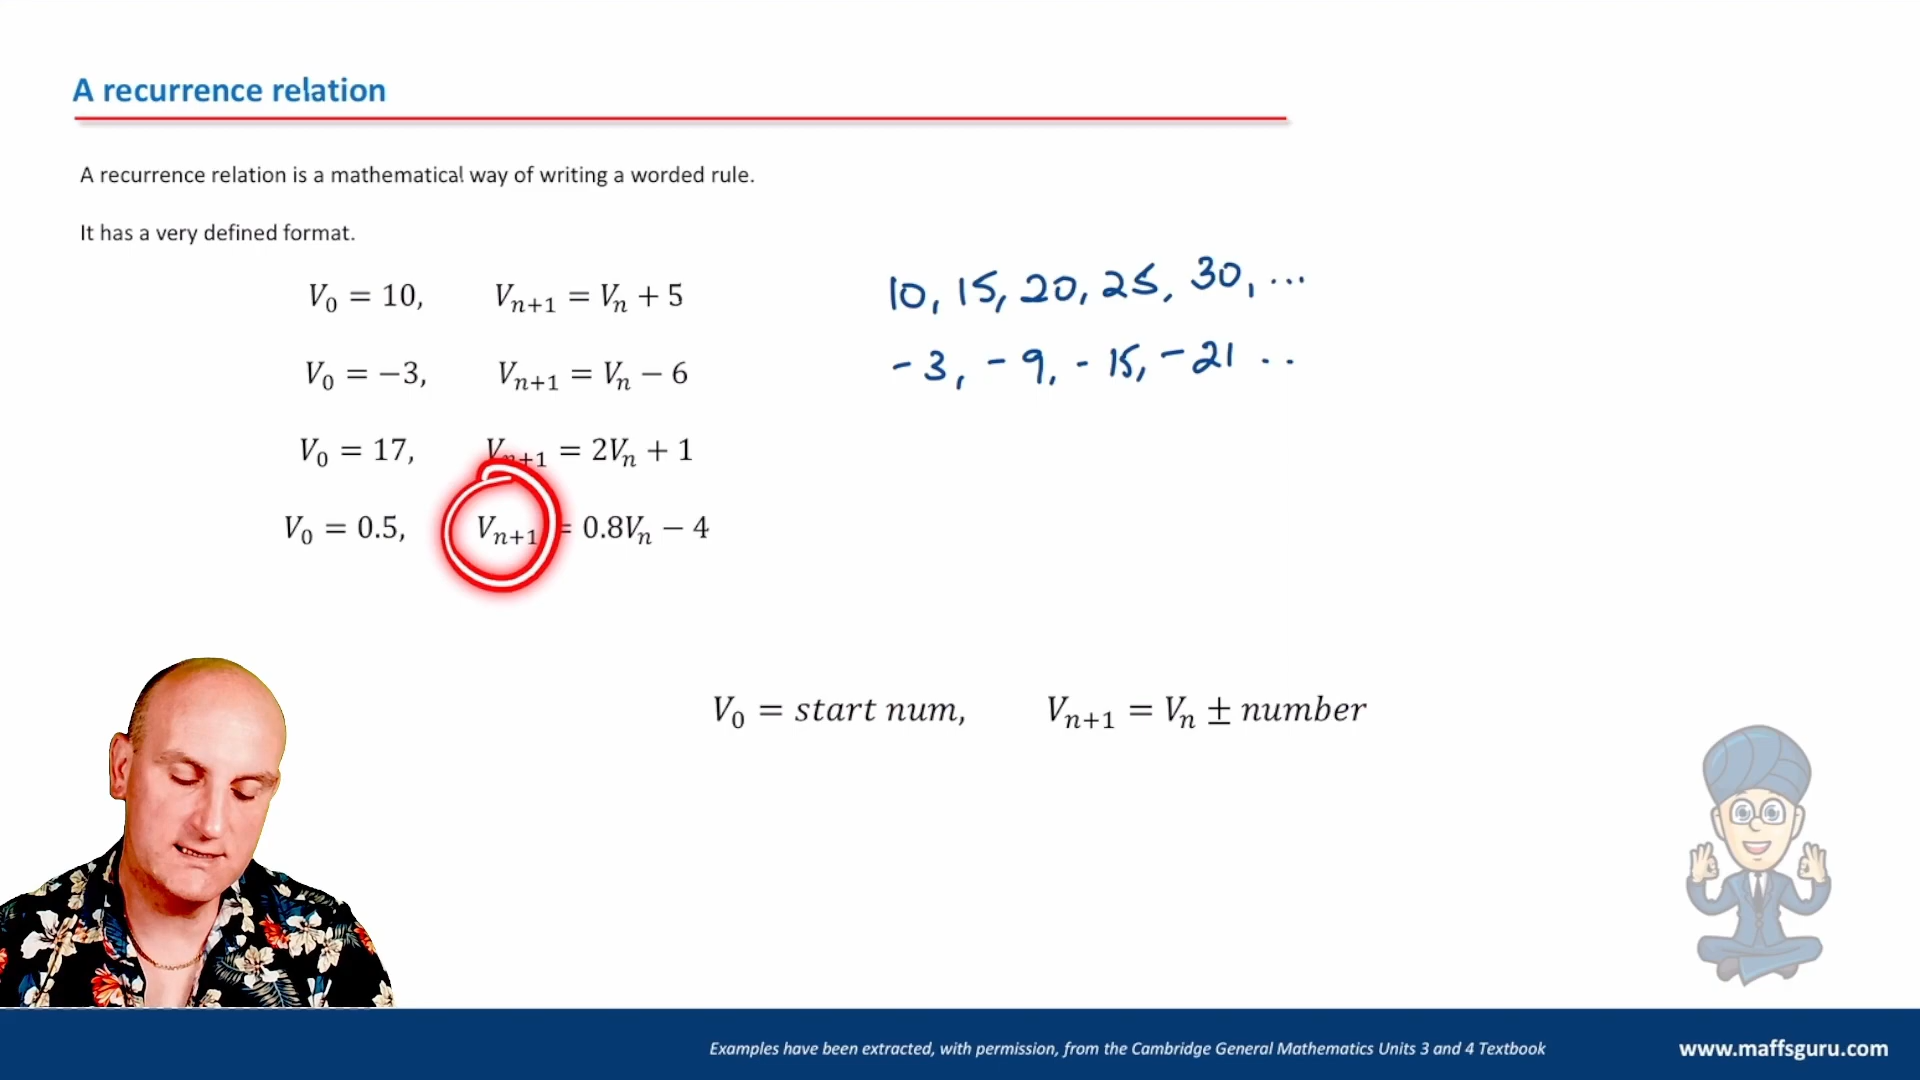 A recurrence relation
A recurrence relation is a mathematical way of writing a worded rule.
It has a very defined format.
V₀ = 10, Vₙ₊₁ = Vₙ + 5 10, 15, 20, 25, 30, ...
V₀ = −3, Vₙ₊₁ = Vₙ − 6 -3, -9, -15, -21 ..
V₀ = 17, Vₙ₊₁ = 2Vₙ + 1
V₀ = 0.5, Vₙ₊₁ = 0.8Vₙ − 4
V₀ = start num, Vₙ₊₁ = Vₙ ± number
Examples have been extracted, with permission, from the Cambridge General Mathematics Units 3 and 4 Textbook
www.maffsguru.com